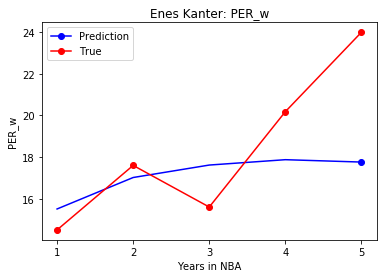 Enes Kanter: PER_w
Prediction
True
24
22
20
18
16
PER_w
1 2 3 4 5
Years in NBA